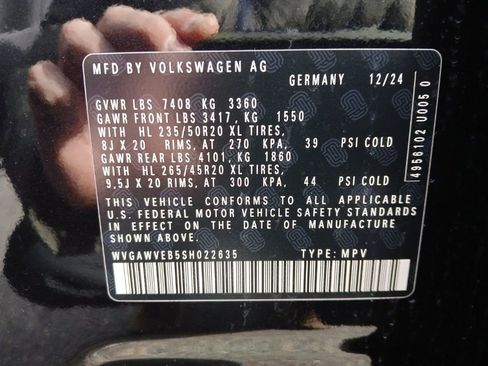 MFD BY VOLKSWAGEN AG
GERMANY 12/24
GVWR LBS 7408 KG 3360
GAWR FRONT LBS 3417, KG 1550
WITH HL 235/50R20 XL TIRES,
8J X 20 RIMS, AT 270 KPA, 39 PSI COLD
GAWR REAR LBS 4101, KG 1860
WITH HL 265/45R20 XL TIRES,
9,5J X 20 RIMS, AT 300 KPA, 44 PSI COLD
THIS VEHICLE CONFORMS TO ALL APPLICABLE
U.S. FEDERAL MOTOR VEHICLE SAFETY STANDARDS
IN EFFECT ON THE DATE OF MANUFACTURE
SHOWN ABOVE.
WVGAWVEB5SH022635 TYPE: MPV
4958102 U005 0